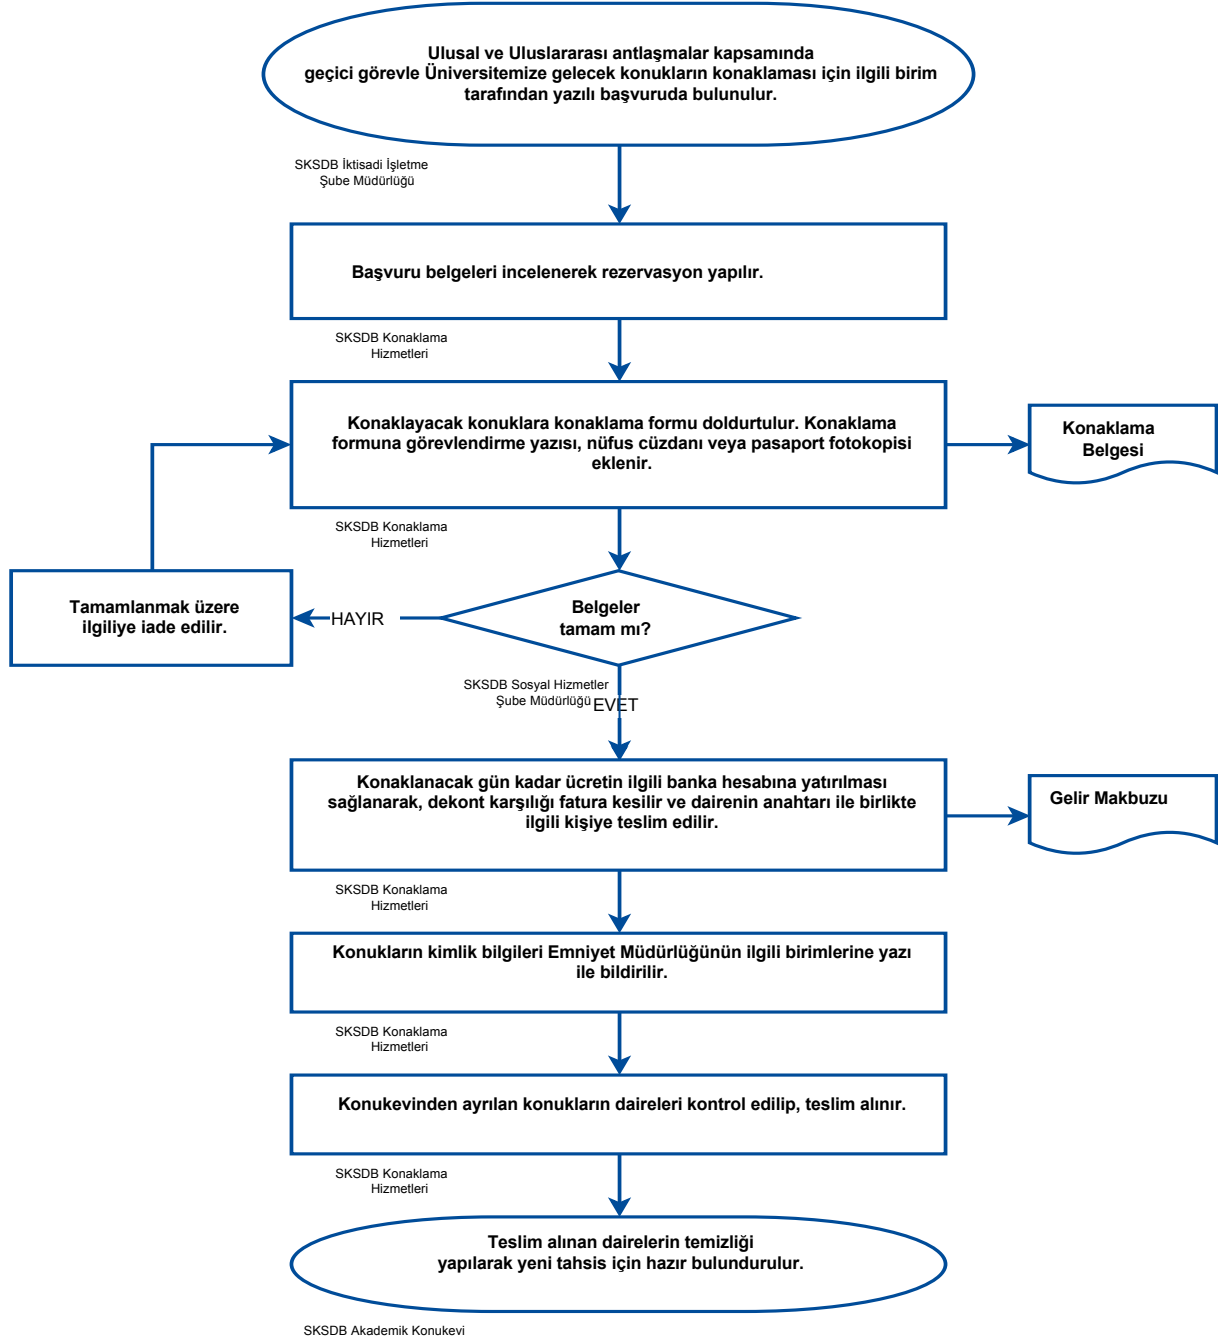 Ulusal ve Uluslararası antlaşmalar kapsamında
geçici görevle Üniversitemize gelecek konukların konaklaması için ilgili birim
tarafından yazılı başvuruda bulunulur.
SKSDB İktisadi İşletme
Şube Müdürlüğü
Başvuru belgeleri incelenerek rezervasyon yapılır.
SKSDB Konaklama
Hizmetleri
Konaklayacak konuklara konaklama formu doldurtulur. Konaklama
formuna görevlendirme yazısı, nüfus cüzdanı veya pasaport fotokopisi
eklenir.
Konaklama
Belgesi
SKSDB Konaklama
Hizmetleri
Tamamlanmak üzere
ilgiliye iade edilir.
HAYIR
Belgeler
tamam mı?
SKSDB Sosyal Hizmetler
Şube Müdürlüğü
EVET
Konaklanacak gün kadar ücretin ilgili banka hesabına yatırılması
sağlanarak, dekont karşılığı fatura kesilir ve dairenin anahtarı ile birlikte
ilgili kişiye teslim edilir.
Gelir Makbuzu
SKSDB Konaklama
Hizmetleri
Konukların kimlik bilgileri Emniyet Müdürlüğünün ilgili birimlerine yazı
ile bildirilir.
SKSDB Konaklama
Hizmetleri
Konukevinden ayrılan konukların daireleri kontrol edilip, teslim alınır.
SKSDB Konaklama
Hizmetleri
Teslim alınan dairelerin temizliği
yapılarak yeni tahsis için hazır bulundurulur.
SKSDB Akademik Konukevi